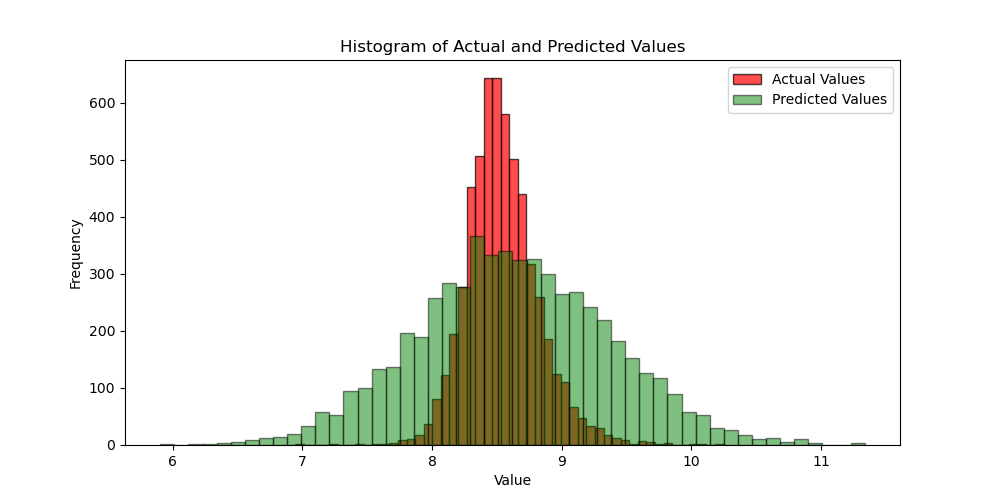 Histogram of Actual and Predicted Values
Actual Values
Predicted Values
600
500
400
300
200
100
0
Frequency
6 7 8 9 10 11
Value